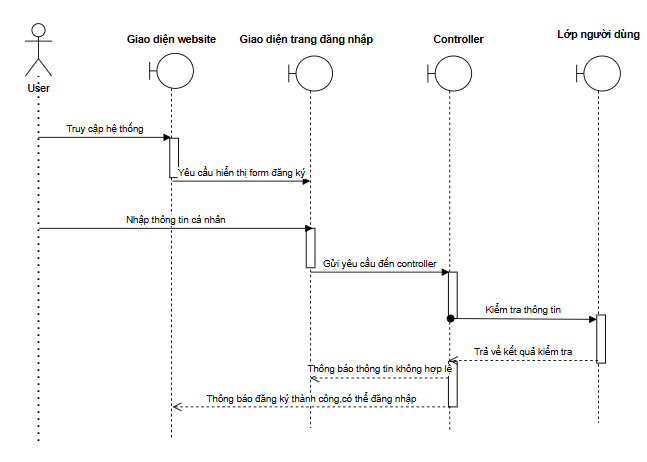 Giao diện website
Giao diện trang đăng nhập
Controller
Lớp người dùng
User
Truy cập hệ thống
Yêu cầu hiển thị form đăng ký
Nhập thông tin cá nhân
Gửi yêu cầu đến controller
Kiểm tra thông tin
Trả về kết quả kiểm tra
Thông báo thông tin không hợp lệ
Thông báo đăng ký thành công,có thể đăng nhập